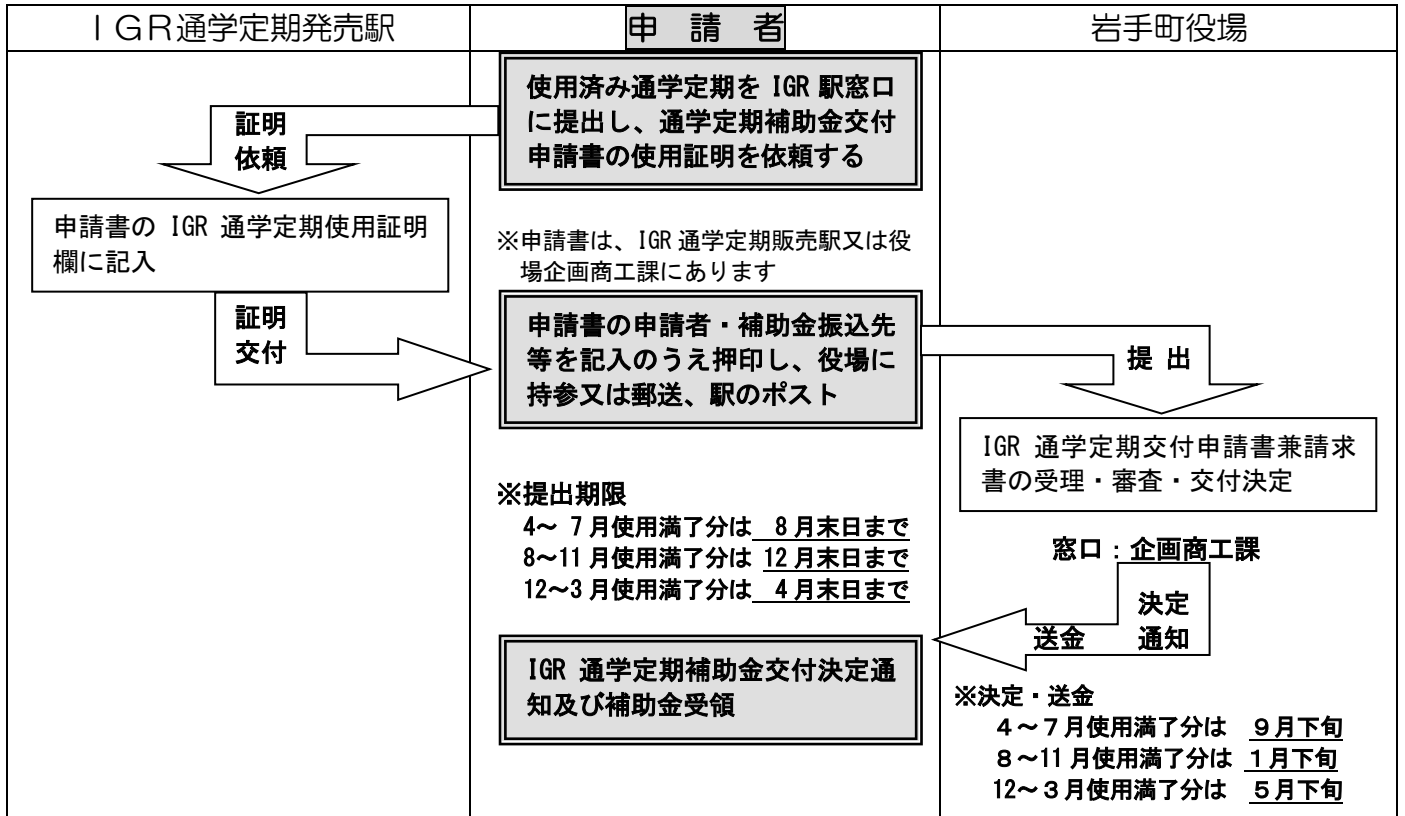 ＩＧＲ通学定期発売駅
申 請 者
岩手町役場
使用済み通学定期を IGR 駅窓口
に提出し、通学定期補助金交付
申請書の使用証明を依頼する
証明
依頼
申請書の IGR 通学定期使用証明
欄に記入
※申請書は、IGR 通学定期販売駅又は役
場企画商工課にあります
証明
交付
申請書の申請者・補助金振込先
等を記入のうえ押印し、役場に
持参又は郵送、駅のポスト
提 出
IGR 通学定期交付申請書兼請求
書の受理・審査・交付決定
※提出期限
4～ 7 月使用満了分は 8 月末日まで
8～11 月使用満了分は 12 月末日まで
12～3 月使用満了分は 4 月末日まで
窓口：企画商工課
決定
通知
送金
IGR 通学定期補助金交付決定通
知及び補助金受領
※決定・送金
４～７月使用満了分は ９月下旬
８～11 月使用満了分は １月下旬
12～３月使用満了分は ５月下旬